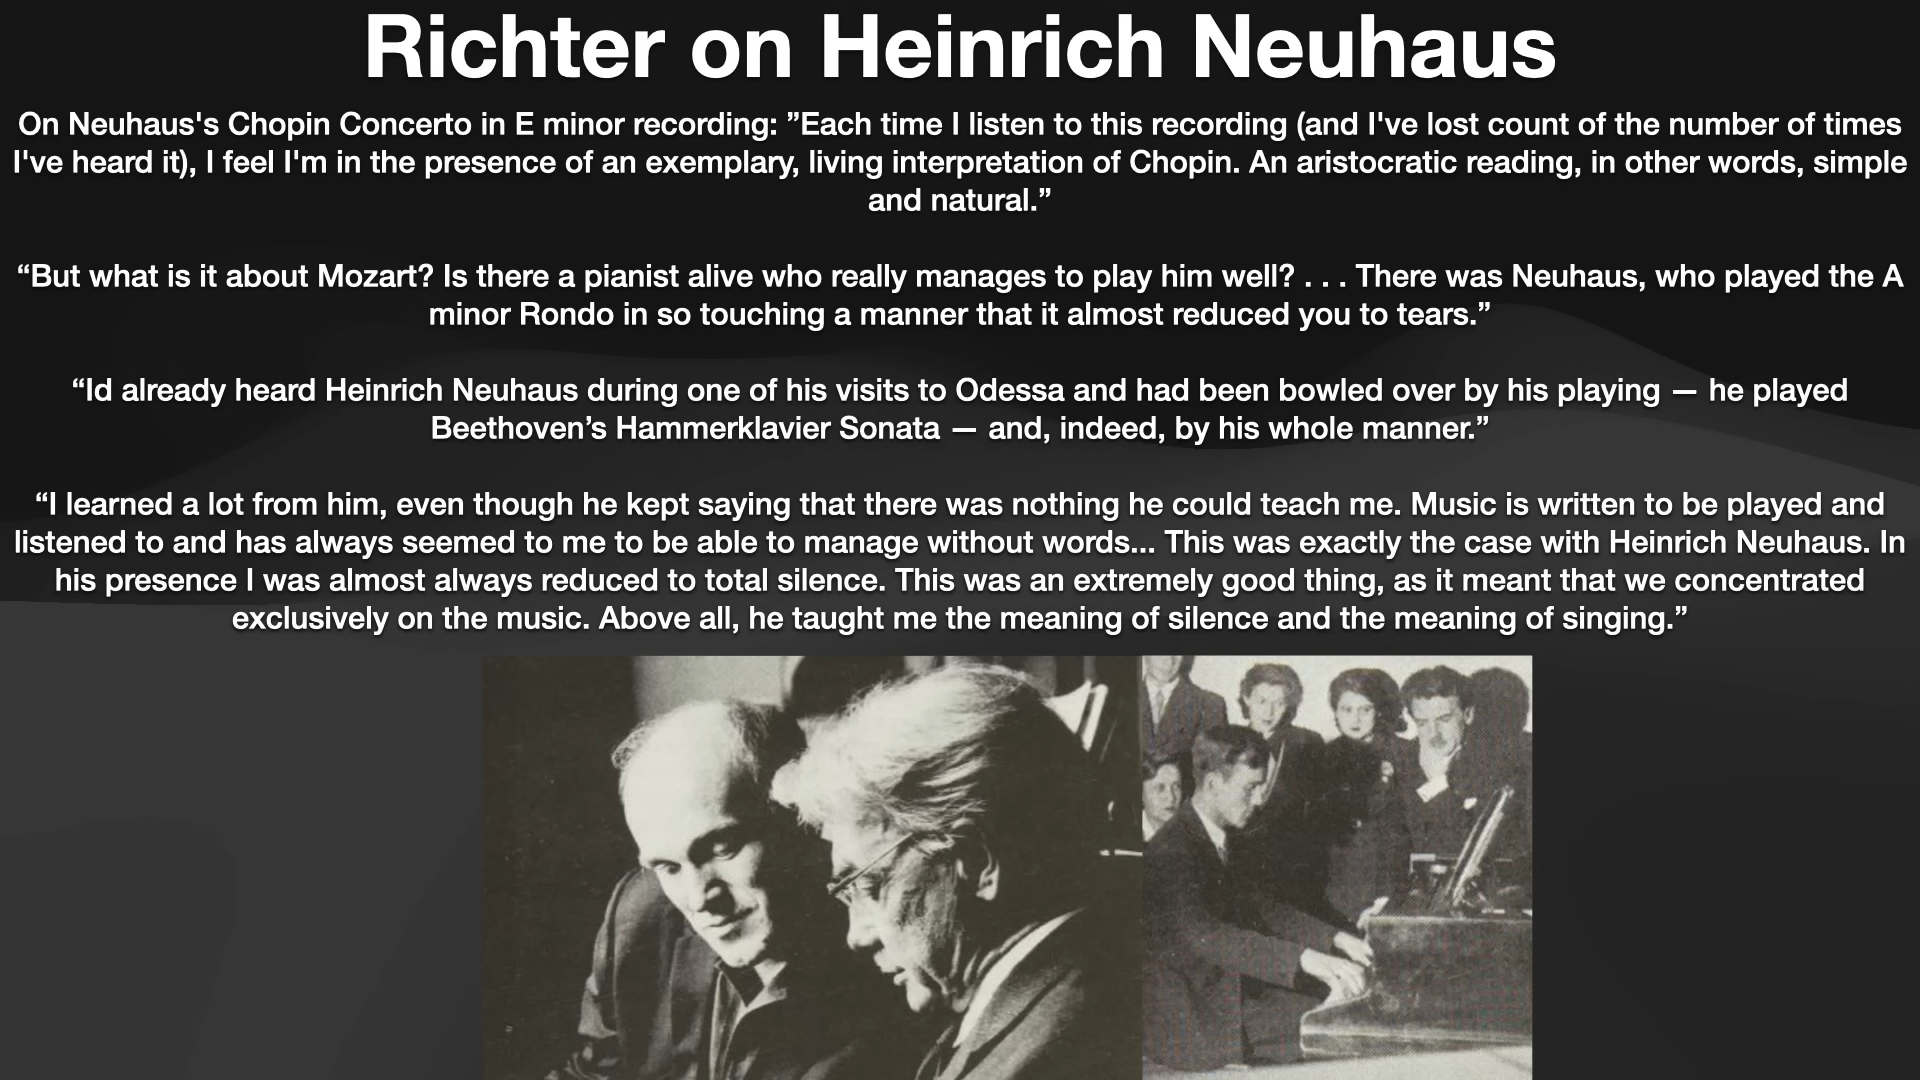 Richter on Heinrich Neuhaus
On Neuhaus's Chopin Concerto in E minor recording: ”Each time I listen to this recording (and I've lost count of the number of times
I've heard it), I feel I'm in the presence of an exemplary, living interpretation of Chopin. An aristocratic reading, in other words, simple
and natural.”
“But what is it about Mozart? Is there a pianist alive who really manages to play him well? . . . There was Neuhaus, who played the A
minor Rondo in so touching a manner that it almost reduced you to tears.”
“Id already heard Heinrich Neuhaus during one of his visits to Odessa and had been bowled over by his playing — he played
Beethoven’s Hammerklavier Sonata — and, indeed, by his whole manner.”
“I learned a lot from him, even though he kept saying that there was nothing he could teach me. Music is written to be played and
listened to and has always seemed to me to be able to manage without words... This was exactly the case with Heinrich Neuhaus. In
his presence I was almost always reduced to total silence. This was an extremely good thing, as it meant that we concentrated
exclusively on the music. Above all, he taught me the meaning of silence and the meaning of singing.”